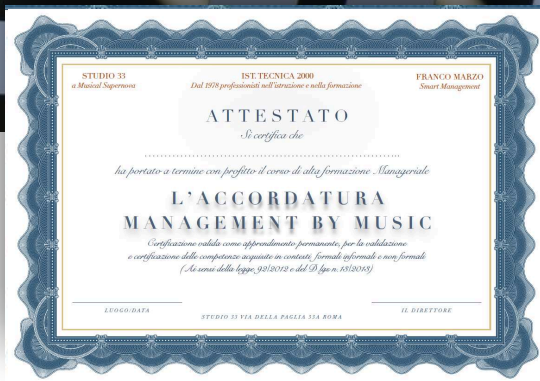 STUDIO 33
a Musical Supernova
IST. TECNICA 2000
Dal 1978 professionisti nell'istruzione e nella formazione
FRANCO MARZO
Smart Management
ATTESTATO
Si certifica che
ha portato a termine con profitto il corso di alta formazione Manageriale
L'ACCORDATURA
MANAGEMENT BY MUSIC
Certificazione valida come apprendimento permanente, per la validazione
e certificazione delle competenze acquisite in contesti formali informali e non formali
(Ai sensi della legge 92/2012 e del D.lgs n.13/2013)
LUOGO/DATA
IL DIRETTORE
STUDIO 33 VIA DELLA PAGLIA 33A ROMA